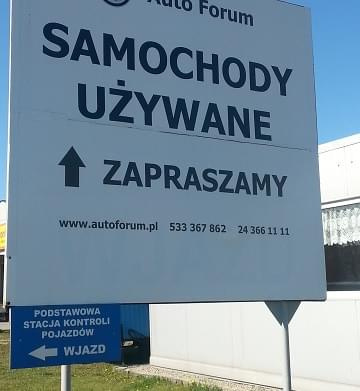 Auto Forum
SAMOCHODY
UŻYWANE
ZAPRASZAMY
www.autoforum.pl 533 367 862 24 366 11 11
PODSTAWOWA
STACJA KONTROLI
POJAZDÓW
WJAZD